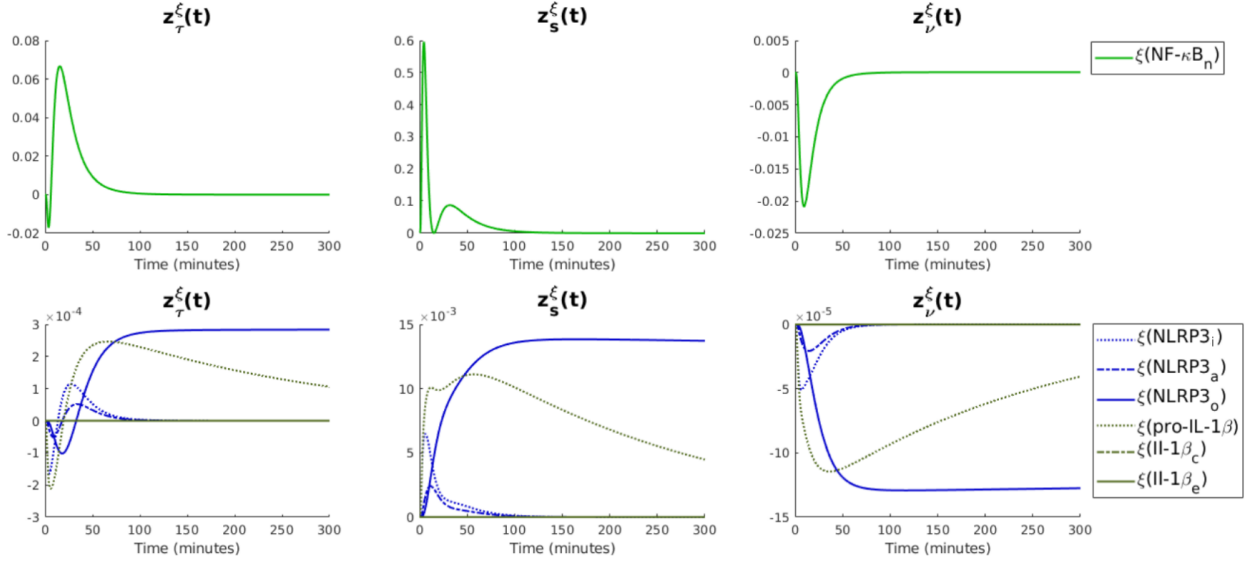 z_τ^ξ(t)
0.08
0.06
0.04
0.02
0
-0.02
0 50 100 150 200 250 300
Time (minutes)
z_s^ξ(t)
0.6
0.5
0.4
0.3
0.2
0.1
0
0 50 100 150 200 250 300
Time (minutes)
z_ν^ξ(t)
0.005
0
-0.005
-0.01
-0.015
-0.02
-0.025
0 50 100 150 200 250 300
Time (minutes)
ξ(NF-κB_n)
z_τ^ξ(t)
×10^-4
3
2
1
0
-1
-2
-3
0 50 100 150 200 250 300
Time (minutes)
z_s^ξ(t)
×10^-3
15
10
5
0
0 50 100 150 200 250 300
Time (minutes)
z_ν^ξ(t)
×10^-5
0
-5
-10
-15
0 50 100 150 200 250 300
Time (minutes)
ξ(NLRP3_i)
ξ(NLRP3_a)
ξ(NLRP3_o)
ξ(pro-IL-1β)
ξ(Il-1β_c)
ξ(Il-1β_e)